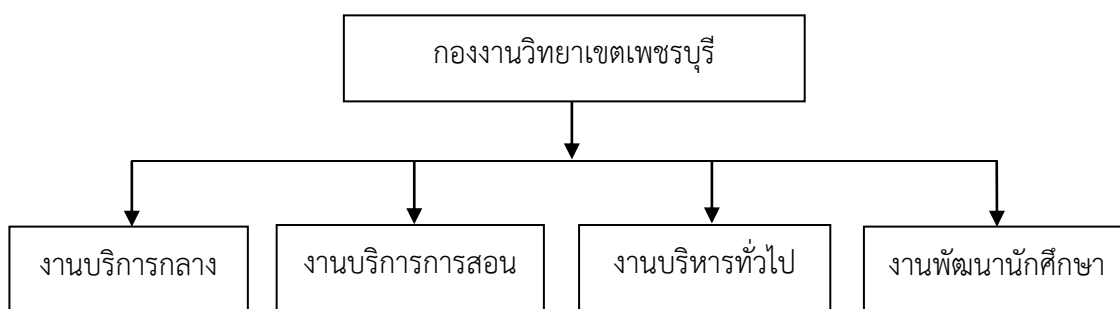 กองงานวิทยาเขตเพชรบุรี
งานบริการกลาง
งานบริการการสอน
งานบริหารทั่วไป
งานพัฒนานักศึกษา